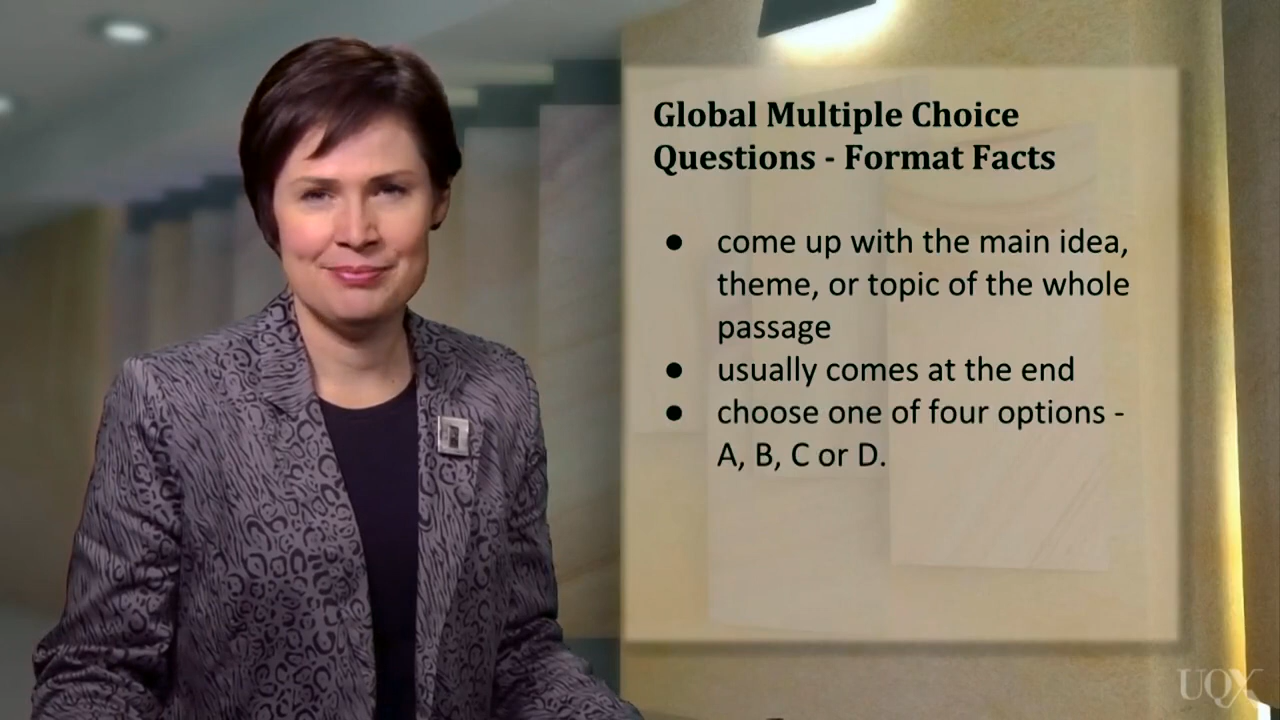 Global Multiple Choice
Questions - Format Facts
● come up with the main idea,
theme, or topic of the whole
passage
● usually comes at the end
● choose one of four options -
A, B, C or D.
UQX